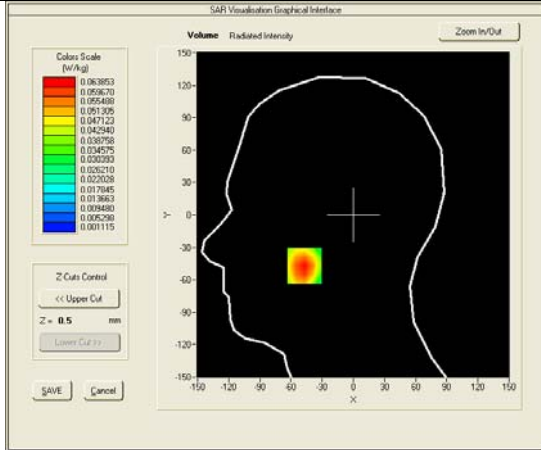 SAR Visualisation Graphical Interface
Volume Radiated Intensity
Zoom In/Out
Colors Scale
(W/kg)
0.063853
0.059670
0.055488
0.051305
0.047123
0.042940
0.038758
0.034575
0.030393
0.026210
0.022028
0.017845
0.013663
0.009480
0.005298
0.001115
Z-Cuts Control
<< Upper Cut
Z = 0.5 mm
Lower Cut >>
SAVE Cancel
150
120
90
60
30
0
-30
-60
-90
-120
-150
Y
-150 -120 -90 -60 -30 0 30 60 90 120 150
X